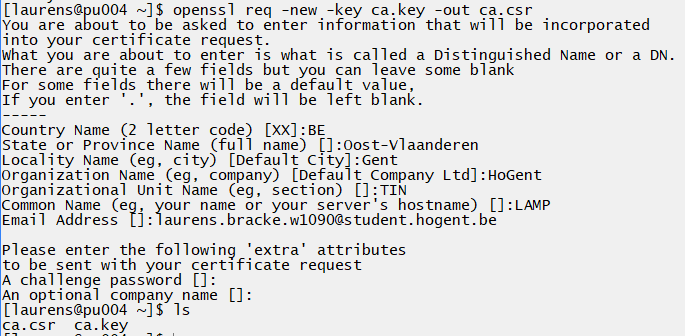 [laurens@pu004 ~]$ openssl req -new -key ca.key -out ca.csr
You are about to be asked to enter information that will be incorporated
into your certificate request.
What you are about to enter is what is called a Distinguished Name or a DN.
There are quite a few fields but you can leave some blank
For some fields there will be a default value,
If you enter '.', the field will be left blank.
-----
Country Name (2 letter code) [XX]:BE
State or Province Name (full name) []:Oost-Vlaanderen
Locality Name (eg, city) [Default City]:Gent
Organization Name (eg, company) [Default Company Ltd]:HoGent
Organizational Unit Name (eg, section) []:TIN
Common Name (eg, your name or your server's hostname) []:LAMP
Email Address []:laurens.bracke.w1090@student.hogent.be

Please enter the following 'extra' attributes
to be sent with your certificate request
A challenge password []:
An optional company name []:
[laurens@pu004 ~]$ ls
ca.csr  ca.key